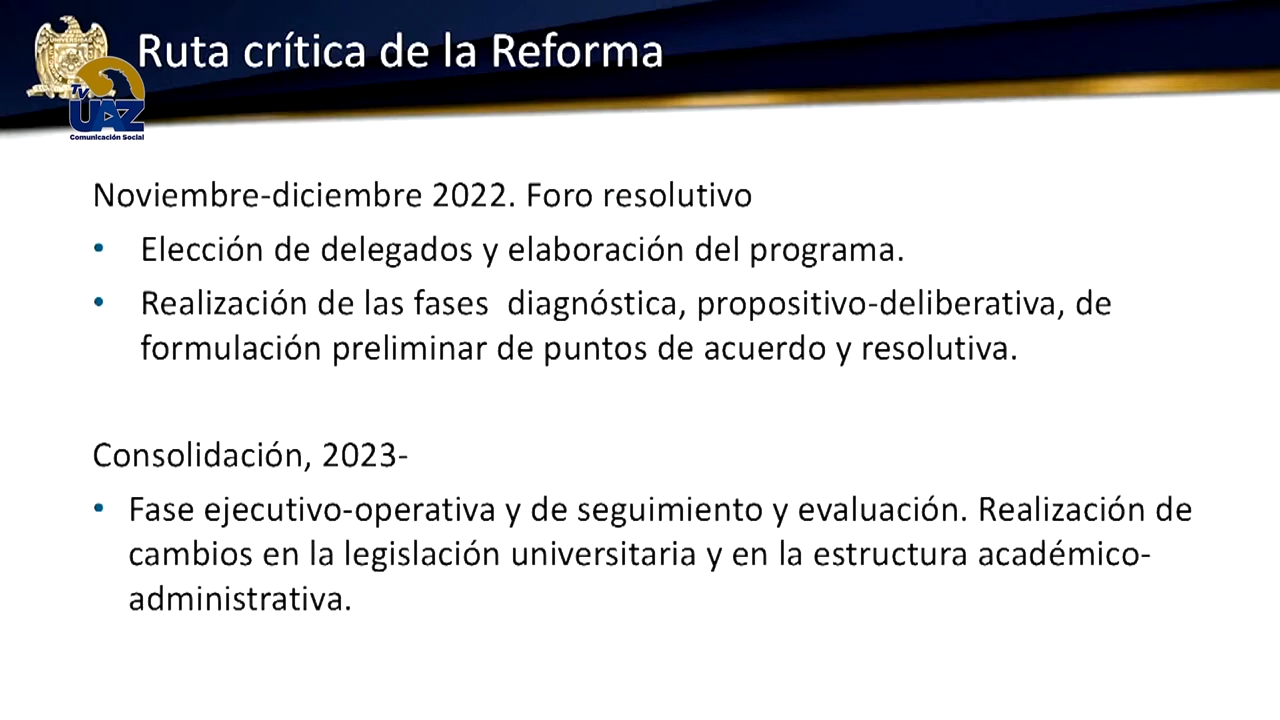 Ruta crítica de la Reforma
UNIVERSIDAD
TV
UAZ
Comunicación Social
Noviembre-diciembre 2022. Foro resolutivo
• Elección de delegados y elaboración del programa.
• Realización de las fases  diagnóstica, propositivo-deliberativa, de
formulación preliminar de puntos de acuerdo y resolutiva.
Consolidación, 2023-
• Fase ejecutivo-operativa y de seguimiento y evaluación. Realización de
cambios en la legislación universitaria y en la estructura académico-
administrativa.